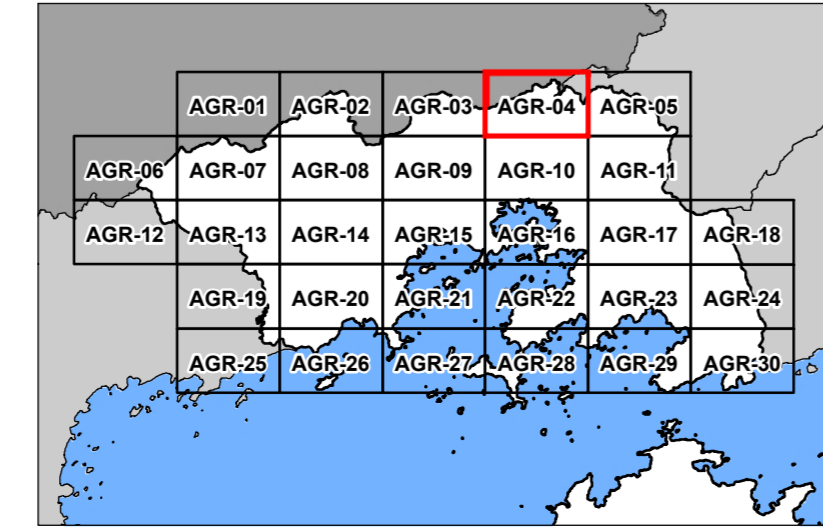 AGR-01 AGR-02 AGR-03 AGR-04 AGR-05
AGR-06 AGR-07 AGR-08 AGR-09 AGR-10 AGR-11
AGR-12 AGR-13 AGR-14 AGR-15 AGR-16 AGR-17 AGR-18
AGR-19 AGR-20 AGR-21 AGR-22 AGR-23 AGR-24
AGR-25 AGR-26 AGR-27 AGR-28 AGR-29 AGR-30